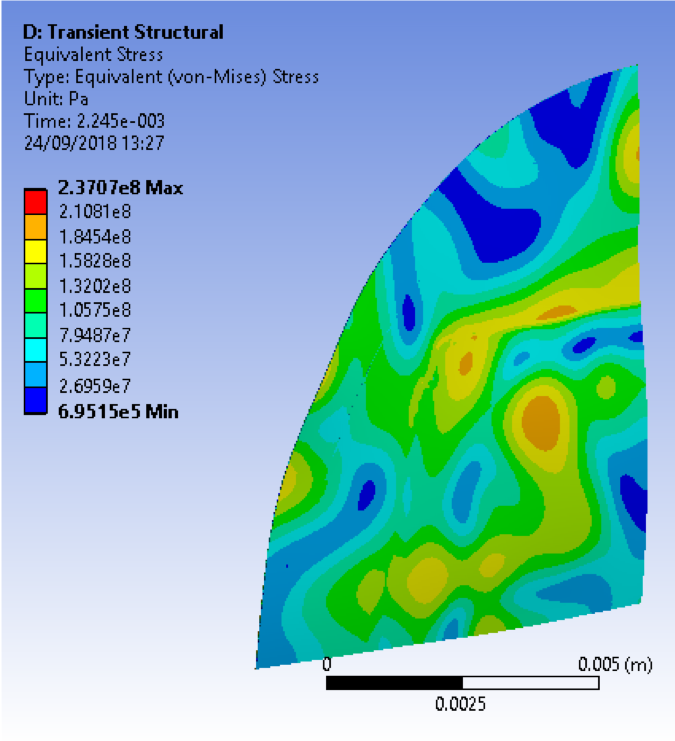 D: Transient Structural
Equivalent Stress
Type: Equivalent (von-Mises) Stress
Unit: Pa
Time: 2.245e-003
24/09/2018 13:27
2.3707e8 Max
2.1081e8
1.8454e8
1.5828e8
1.3202e8
1.0575e8
7.9487e7
5.3223e7
2.6959e7
6.9515e5 Min
0
0.005 (m)
0.0025